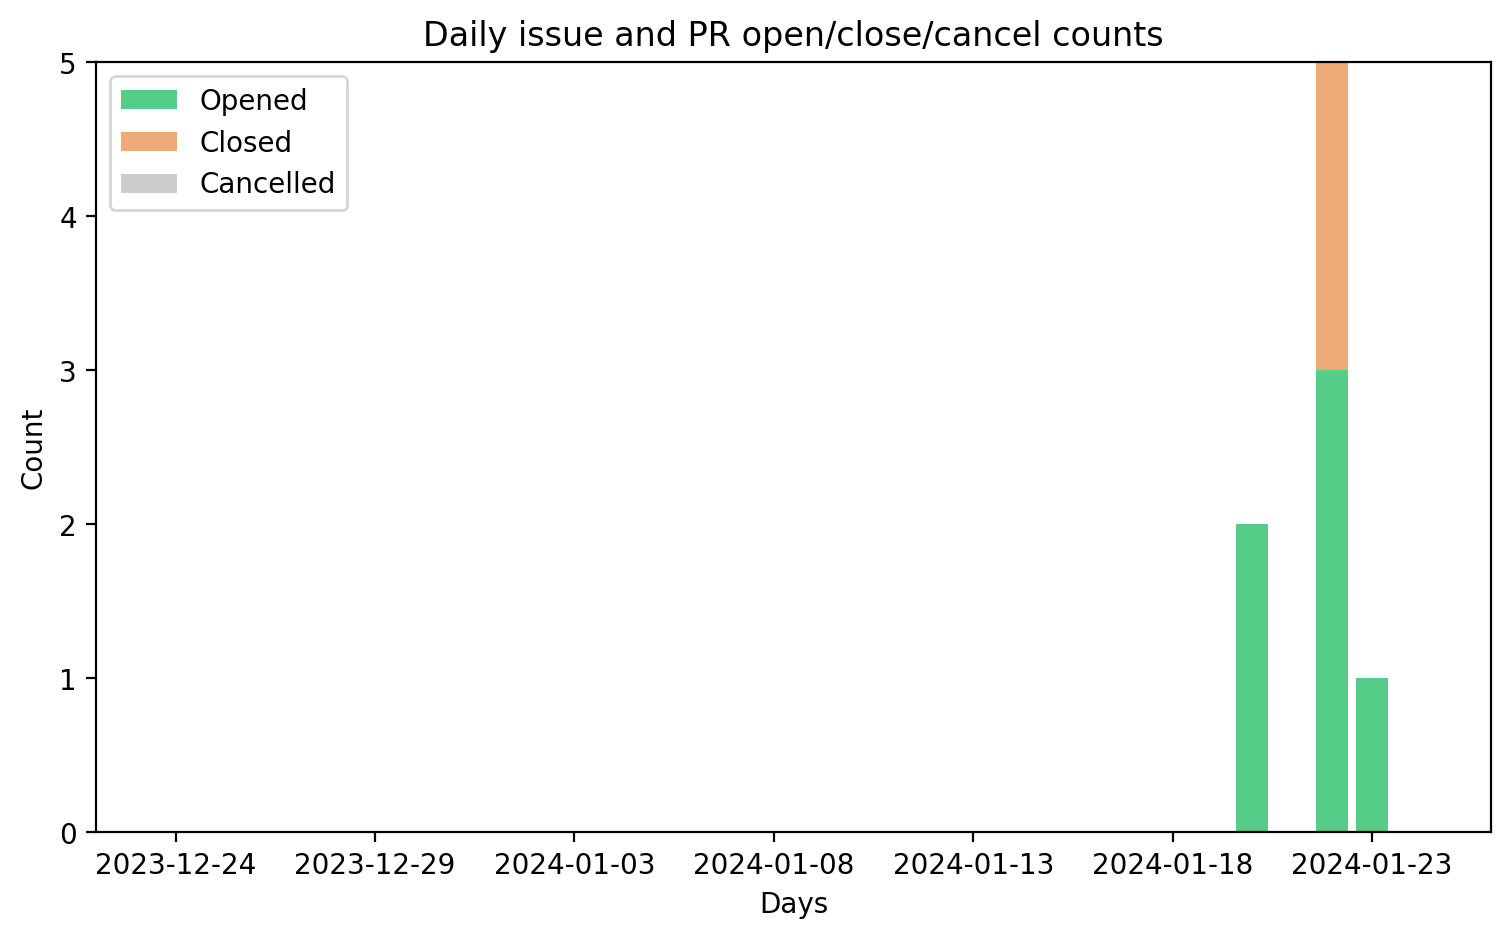 Daily issue and PR open/close/cancel counts
Opened
Closed
Cancelled
5
4
3
2
1
0
Count
2023-12-24 2023-12-29 2024-01-03 2024-01-08 2024-01-13 2024-01-18 2024-01-23
Days